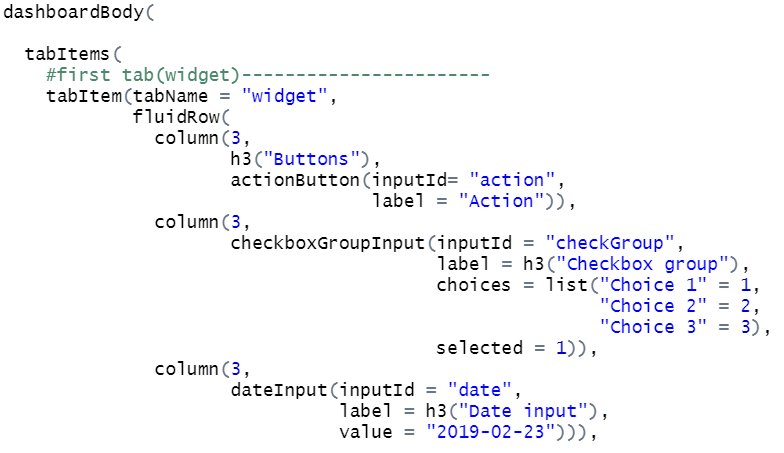 dashboardBody(
tabItems(
#first tab(widget)-----------------------
tabItem(tabName = "widget",
fluidRow(
column(3,
h3("Buttons"),
actionButton(inputId= "action",
label = "Action")),
column(3,
checkboxGroupInput(inputId = "checkGroup",
label = h3("Checkbox group"),
choices = list("Choice 1" = 1,
"Choice 2" = 2,
"Choice 3" = 3),
selected = 1)),
column(3,
dateInput(inputId = "date",
label = h3("Date input"),
value = "2019-02-23"))),